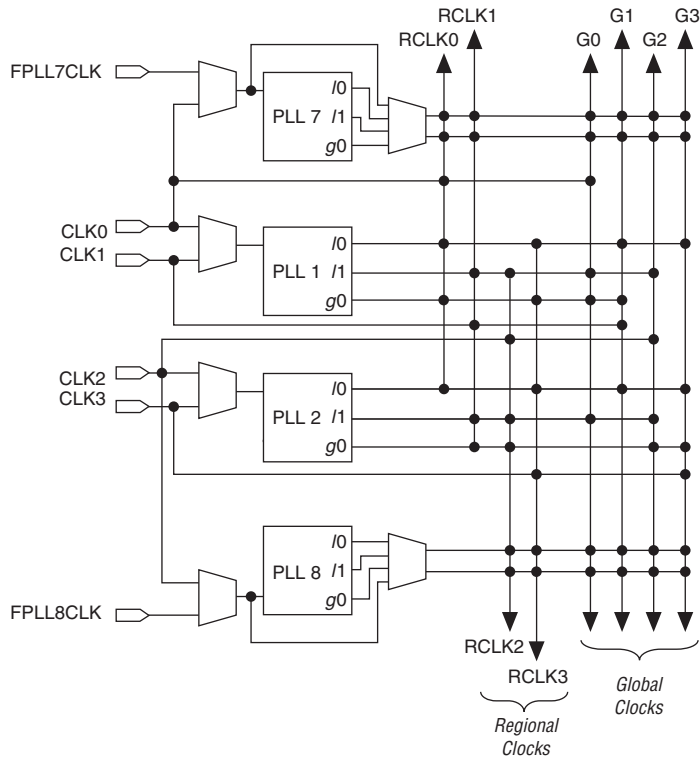 RCLK1
RCLK0
G3
G1
G2
G0
FPLL7CLK
l0
PLL 7
l1
g0
CLK0
CLK1
l0
PLL 1
l1
g0
CLK2
CLK3
l0
PLL 2
l1
g0
l0
PLL 8
l1
g0
FPLL8CLK
RCLK2
RCLK3
Regional
Clocks
Global
Clocks